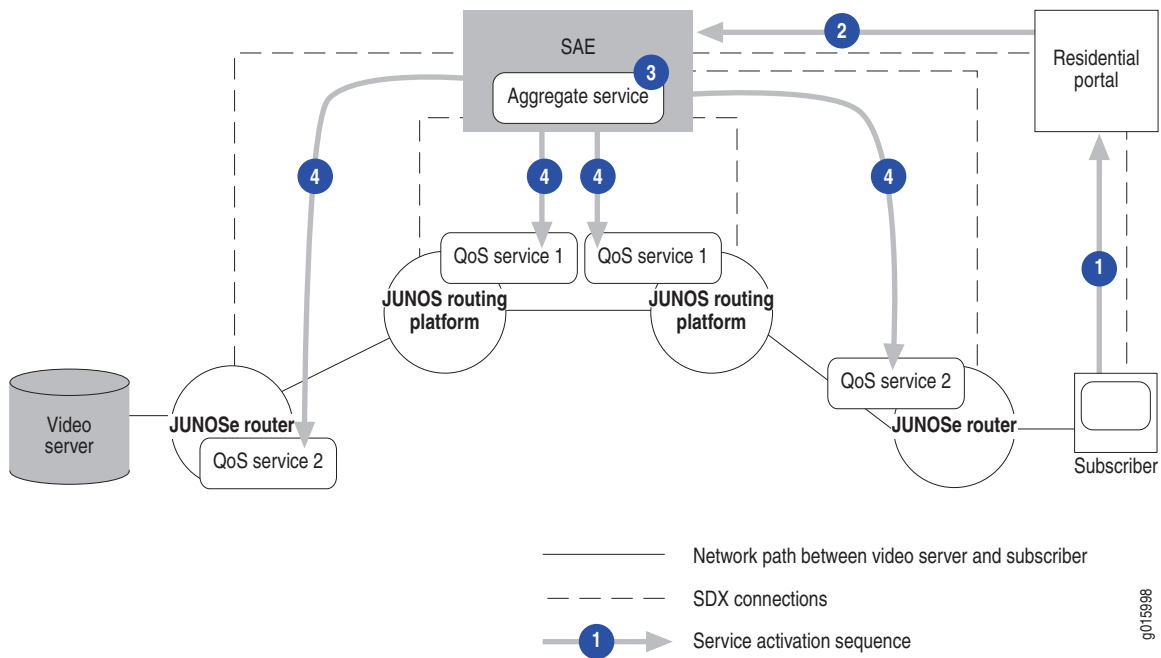 2
SAE
3
Aggregate service
Residential
portal
4
4
4
4
1
QoS service 1
QoS service 1
JUNOS routing
platform
JUNOS routing
platform
QoS service 2
Video
server
JUNOSe router
QoS service 2
JUNOSe router
Subscriber
Network path between video server and subscriber
SDX connections
1
Service activation sequence
g015998